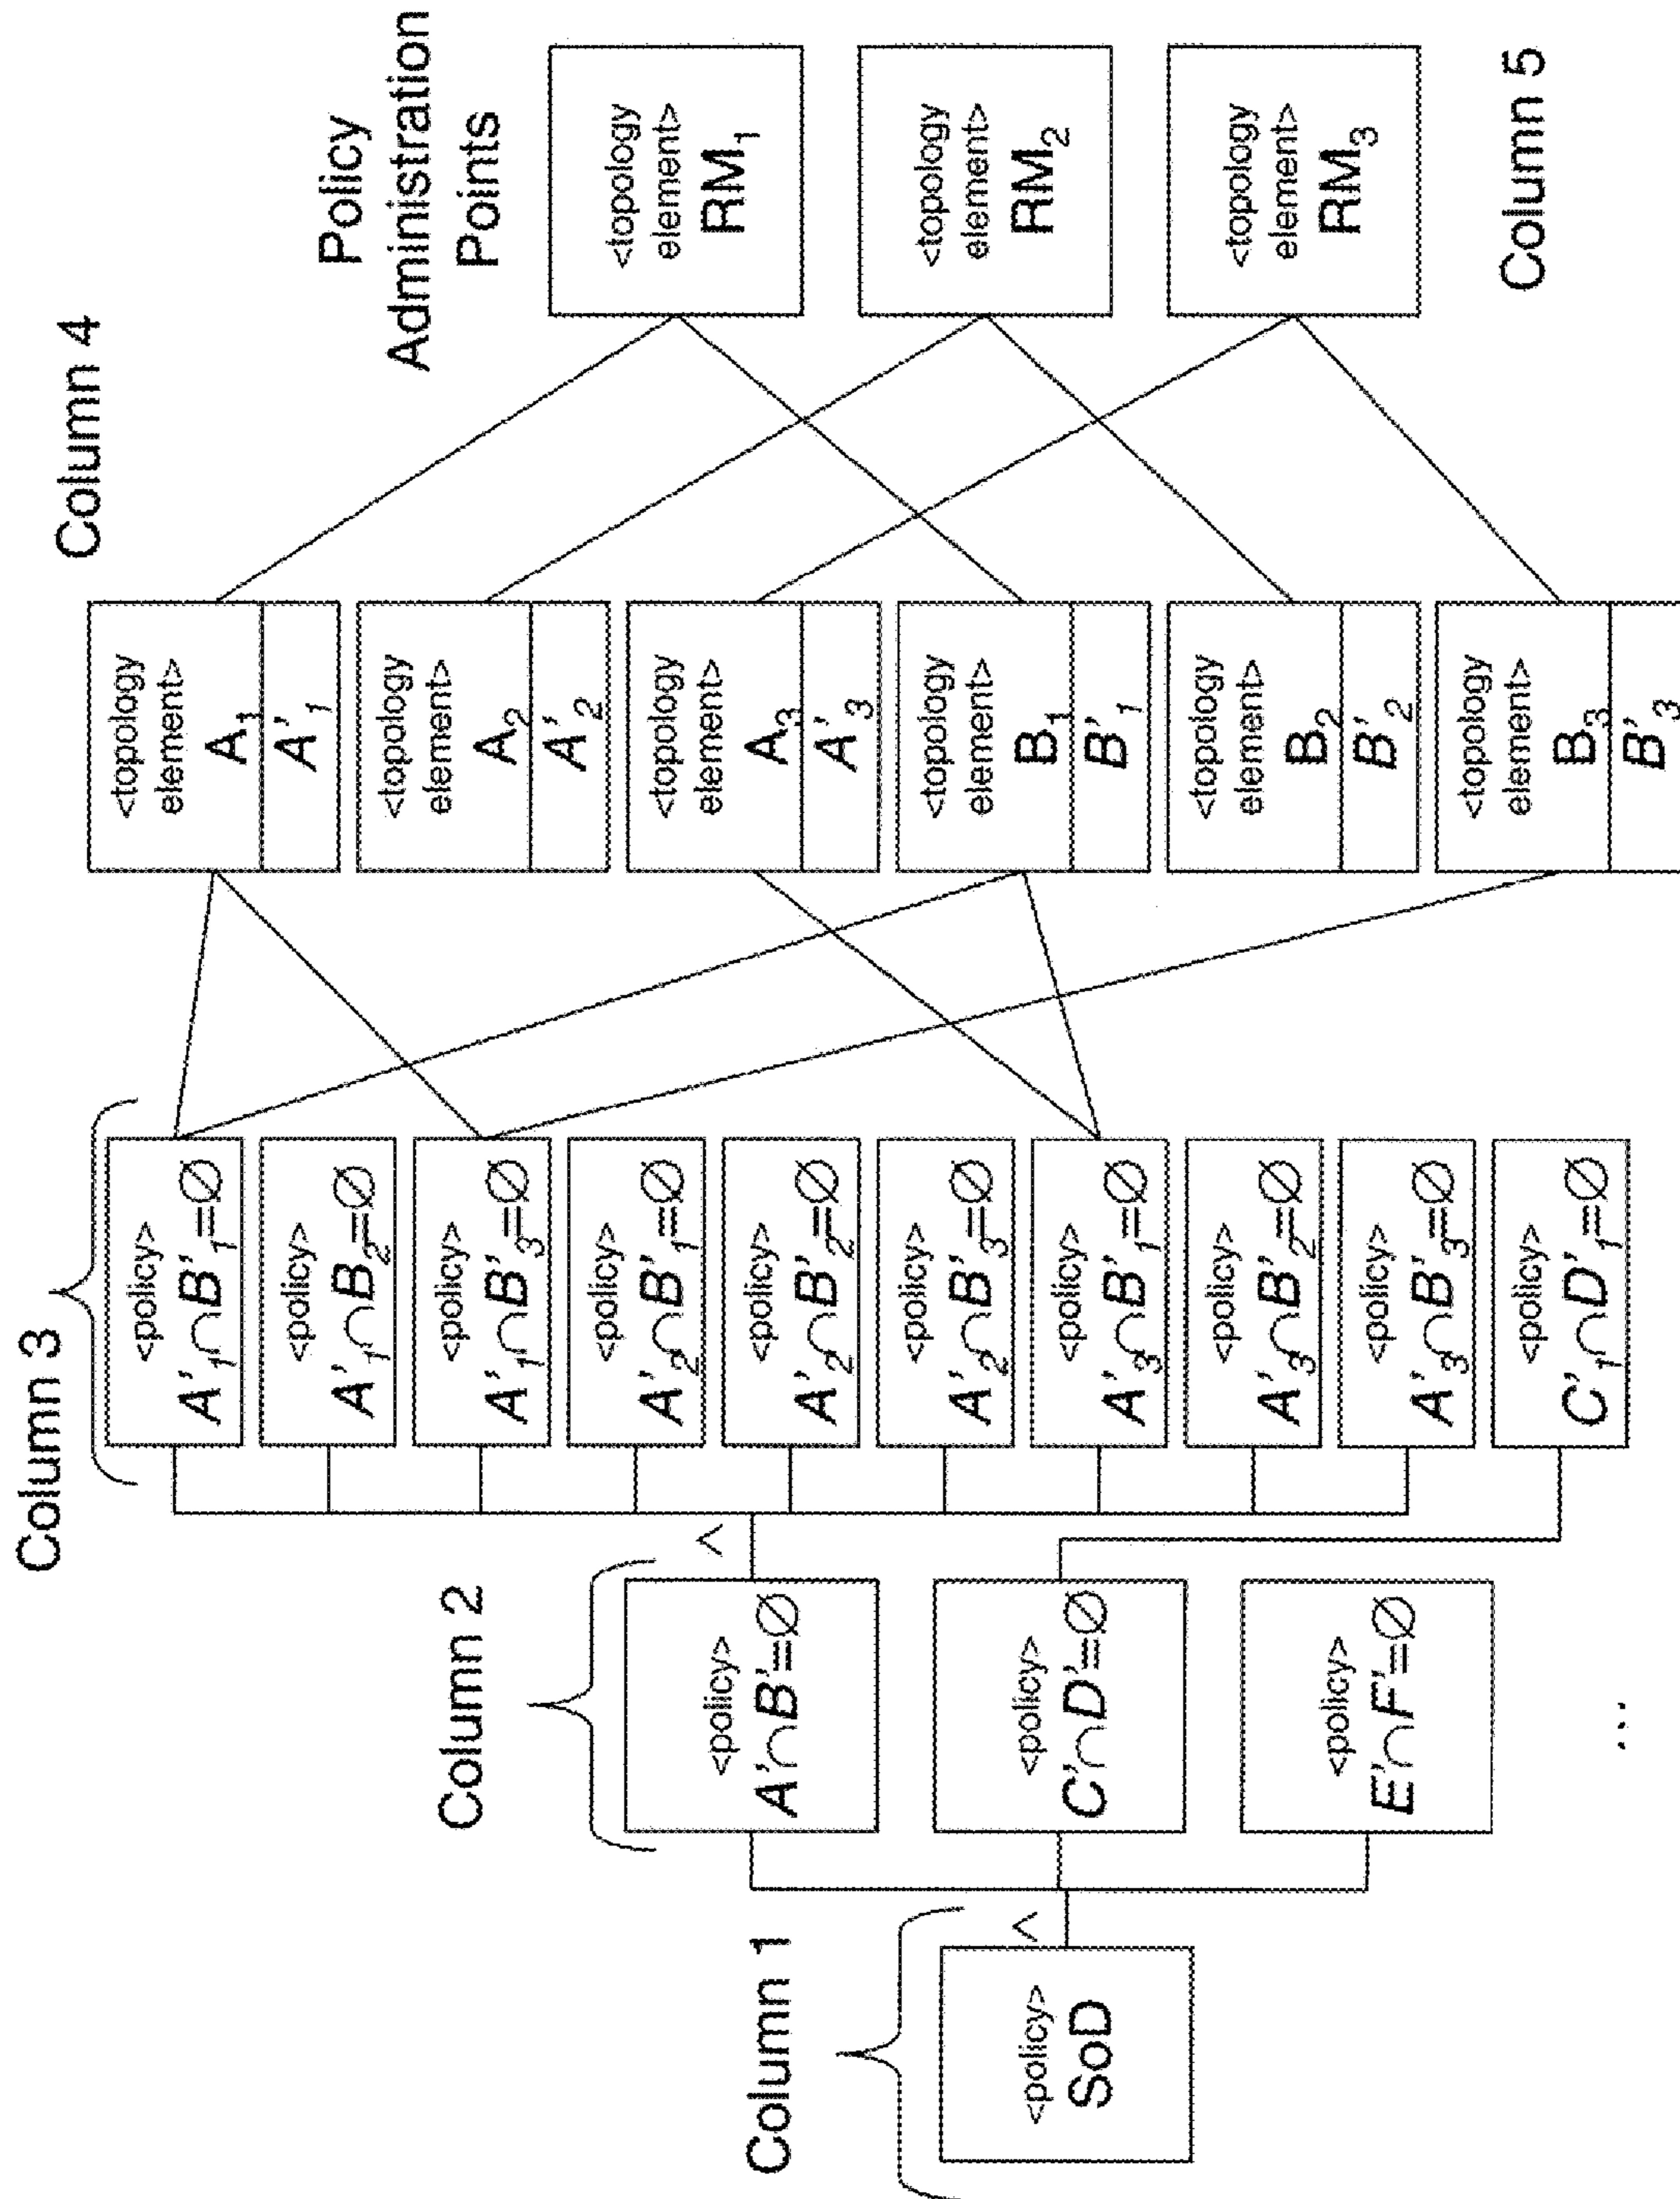 Column 1
<policy>
SoD
∧
Column 2
<policy>
A'∩B'=∅
<policy>
C'∩D'=∅
<policy>
E'∩F'=∅
...
∧
Column 3
<policy>
A'₁∩B'₁=∅
<policy>
A'₁∩B₂=∅
<policy>
A'₁∩B'₃=∅
<policy>
A'₂∩B'₁=∅
<policy>
A'₂∩B'₂=∅
<policy>
A'₂∩B'₃=∅
<policy>
A'₃∩B'₁=∅
<policy>
A'₃∩B'₂=∅
<policy>
A'₃∩B'₃=∅
<policy>
C'₁∩D'₁=∅
Column 4
<topology
element>
A₁
A'₁
<topology
element>
A₂
A'₂
<topology
element>
A₃
A'₃
<topology
element>
B₁
B'₁
<topology
element>
B₂
B'₂
<topology
element>
B₃
B'₃
Policy
Administration
Points
<topology
element>
RM₁
<topology
element>
RM₂
<topology
element>
RM₃
Column 5